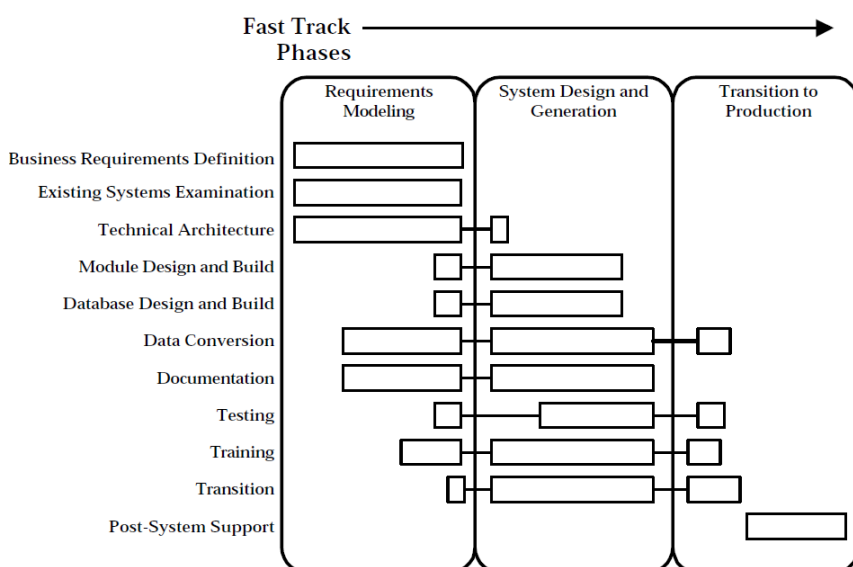 Fast Track
Phases
Requirements
Modeling
System Design and
Generation
Transition to
Production
Business Requirements Definition
Existing Systems Examination
Technical Architecture
Module Design and Build
Database Design and Build
Data Conversion
Documentation
Testing
Training
Transition
Post-System Support